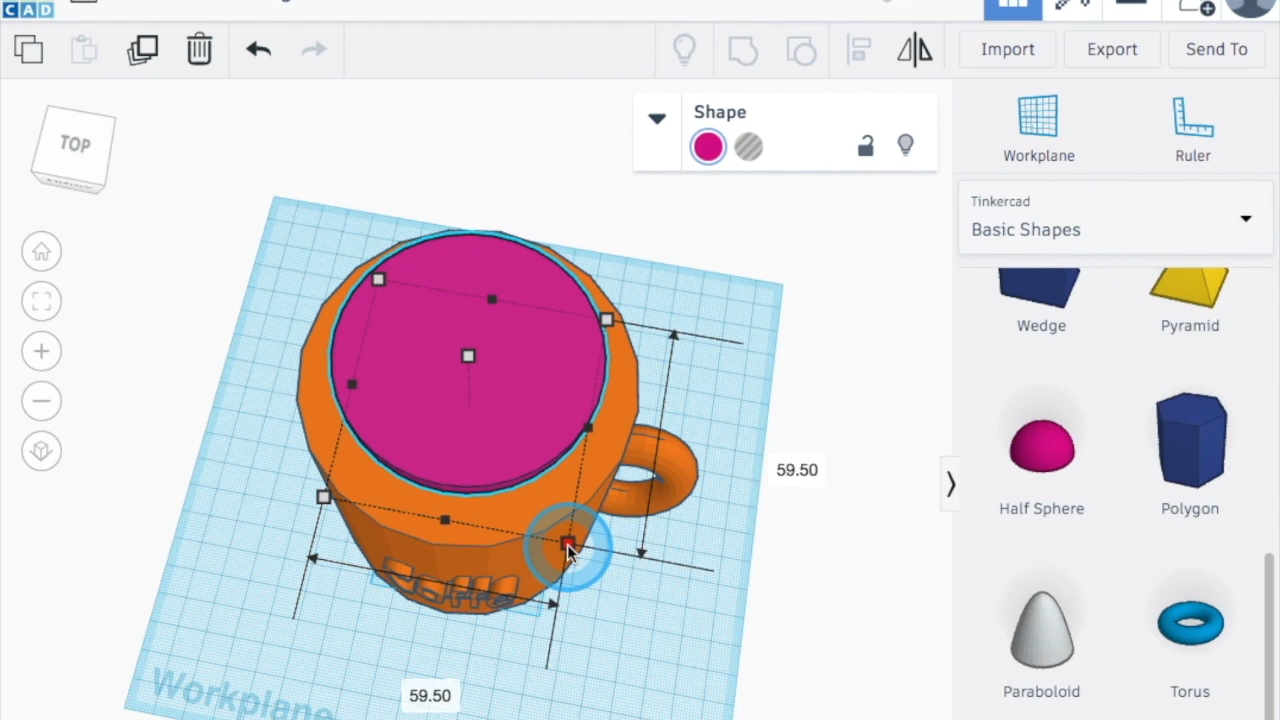 CAD
Import
Export
Send To
TOP
Shape
Workplane
Ruler
Tinkercad
Basic Shapes
Wedge
Pyramid
59.50
Half Sphere
Polygon
Workplane
59.50
Paraboloid
Torus